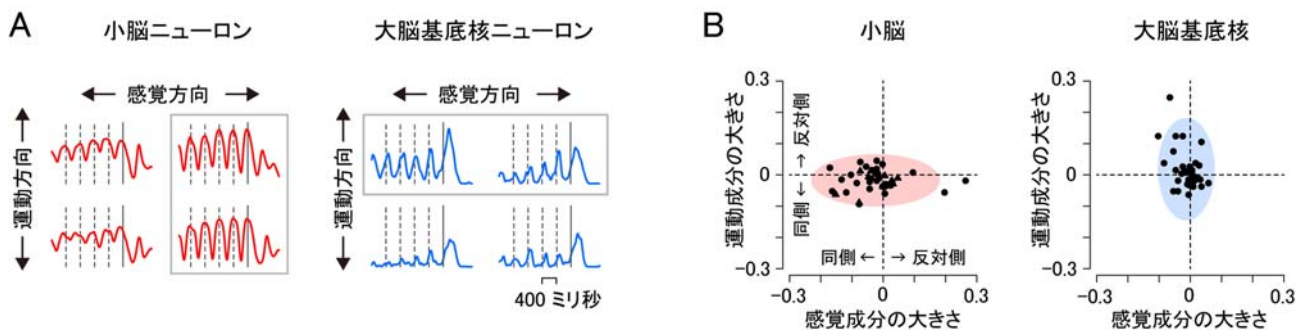 A
小脳ニューロン
← 感覚方向 →
← 運動方向 →
大脳基底核ニューロン
← 感覚方向 →
← 運動方向 →
400 ミリ秒
B
小脳
運動成分の大きさ
同側 ← → 反対側
0.3
0
−0.3
同側 ← → 反対側
−0.3 0 0.3
感覚成分の大きさ
大脳基底核
運動成分の大きさ
0.3
0
−0.3
−0.3 0 0.3
感覚成分の大きさ